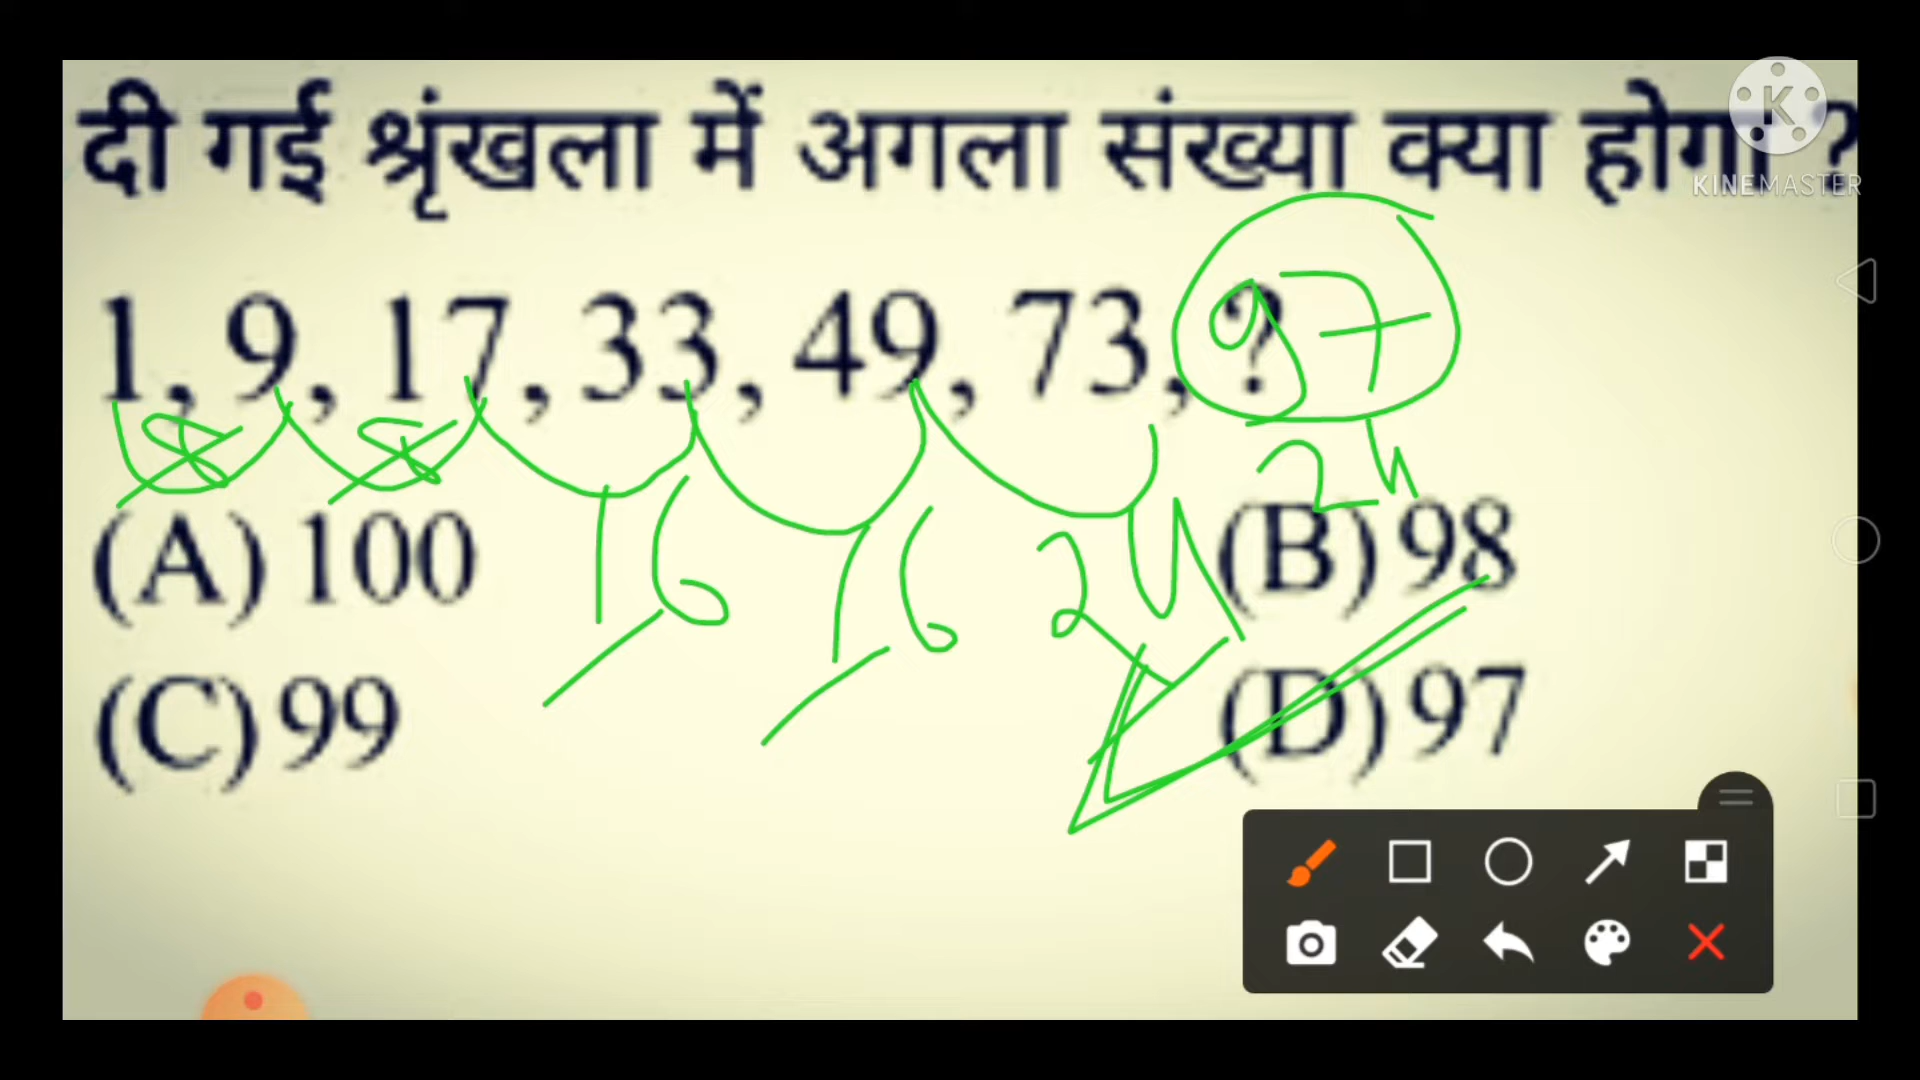 दी गई श्रृंखला में अगला संख्या क्या होगा ?
KINEMASTER
1, 9, 17, 33, 49, 73, ?
97
8 8 16 16 24 24
(A) 100 (B) 98
(C) 99 (D) 97